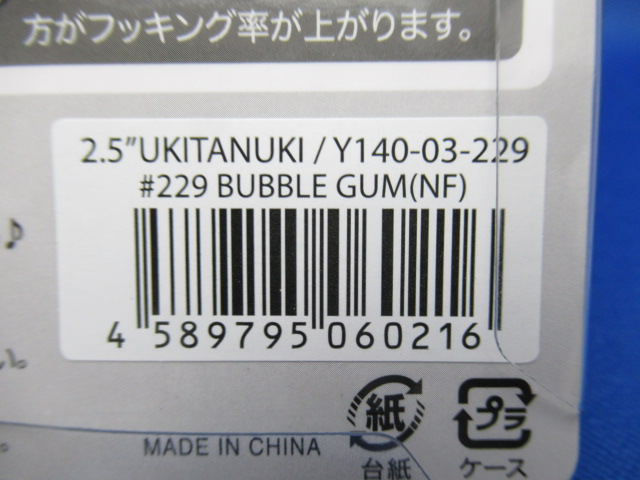 方がフッキング率が上がります。
2.5"UKITANUKI / Y140-03-229
#229 BUBBLE GUM(NF)
4 589795 060216
紙
プラ
MADE IN CHINA
台紙
ケース